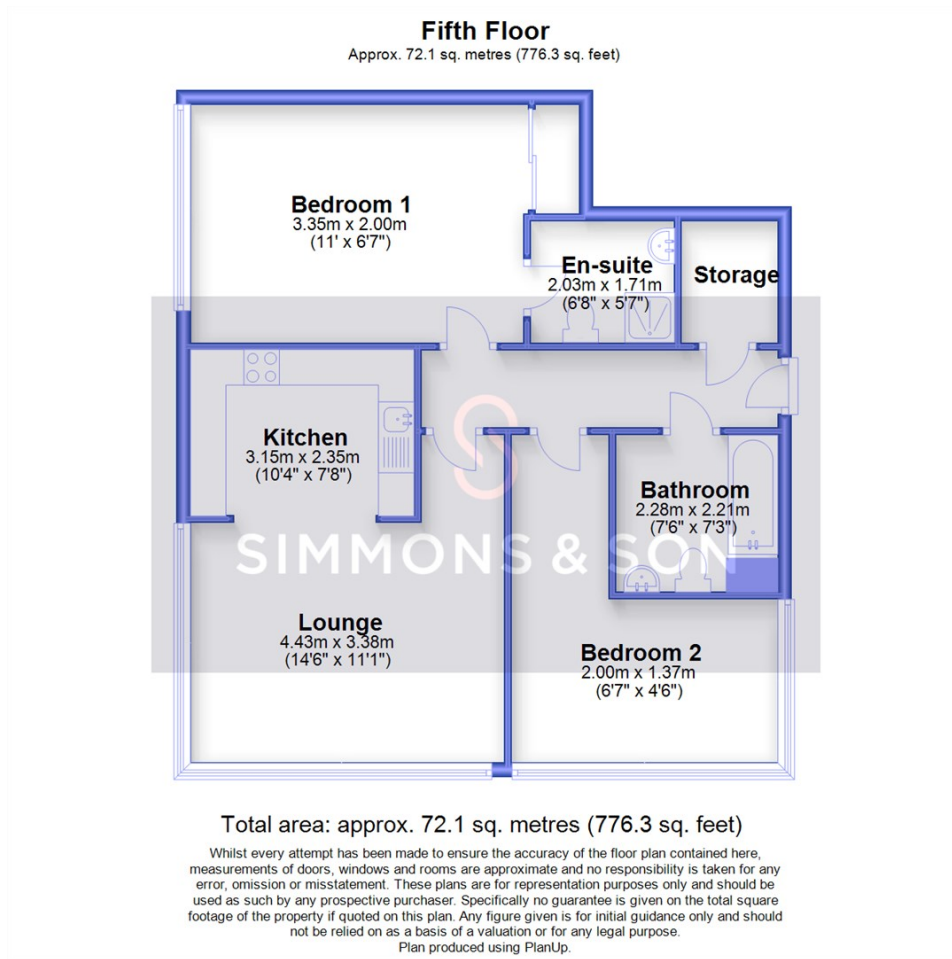 Fifth Floor
Approx. 72.1 sq. metres (776.3 sq. feet)
Bedroom 1
3.35m x 2.00m
(11' x 6'7")
En-suite
2.03m x 1.71m
(6'8" x 5'7")
Storage
Kitchen
3.15m x 2.35m
(10'4" x 7'8")
Bathroom
2.28m x 2.21m
(7'6" x 7'3")
SIMMONS & SON
Lounge
4.43m x 3.38m
(14'6" x 11'1")
Bedroom 2
2.00m x 1.37m
(6'7" x 4'6")
Total area: approx. 72.1 sq. metres (776.3 sq. feet)
Whilst every attempt has been made to ensure the accuracy of the floor plan contained here,
measurements of doors, windows and rooms are approximate and no responsibility is taken for any
error, omission or misstatement. These plans are for representation purposes only and should be
used as such by any prospective purchaser. Specifically no guarantee is given on the total square
footage of the property if quoted on this plan. Any figure given is for initial guidance only and should
not be relied on as a basis of a valuation or for any legal purpose.
Plan produced using PlanUp.